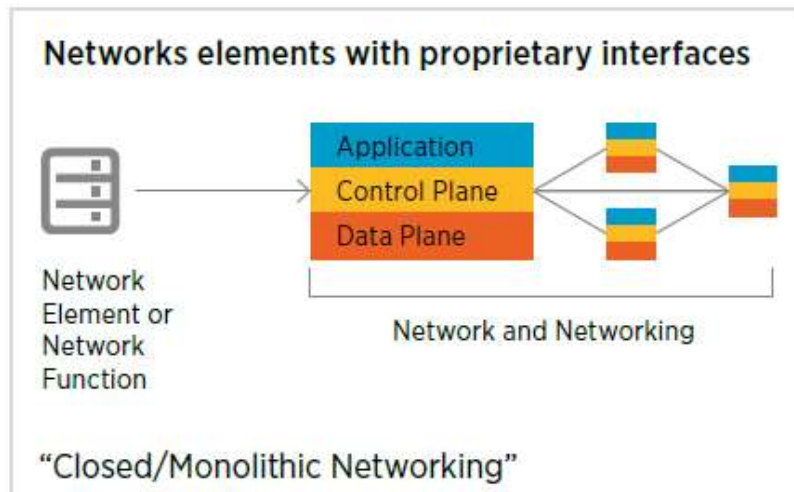 Networks elements with proprietary interfaces
Application
Control Plane
Data Plane
Network
Element or
Network
Function
Network and Networking
“Closed/Monolithic Networking”